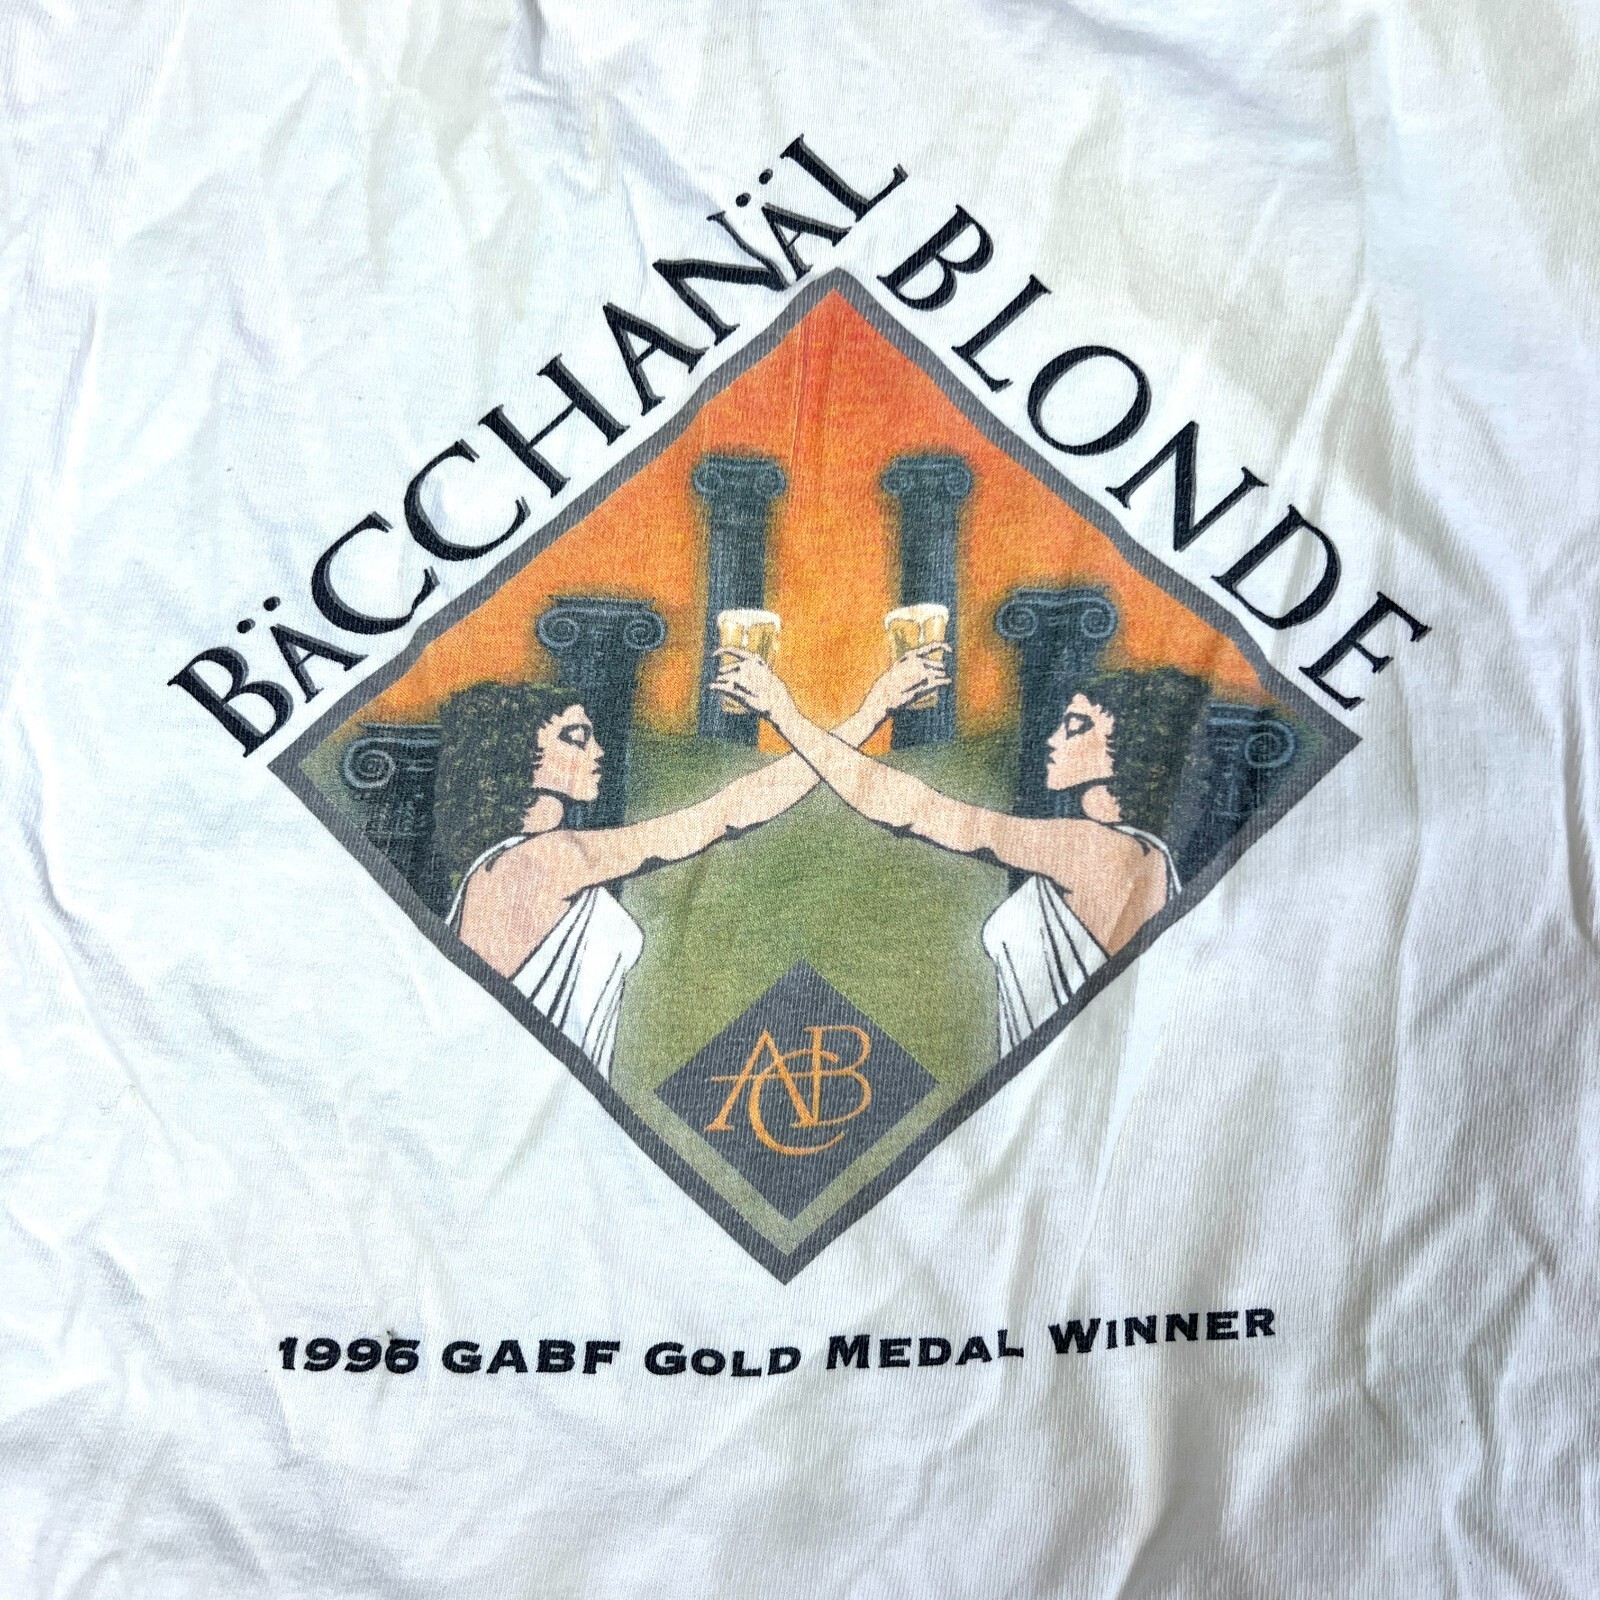 BÄCCHANÄL BLONDE
ACB
1996 GABF GOLD MEDAL WINNER